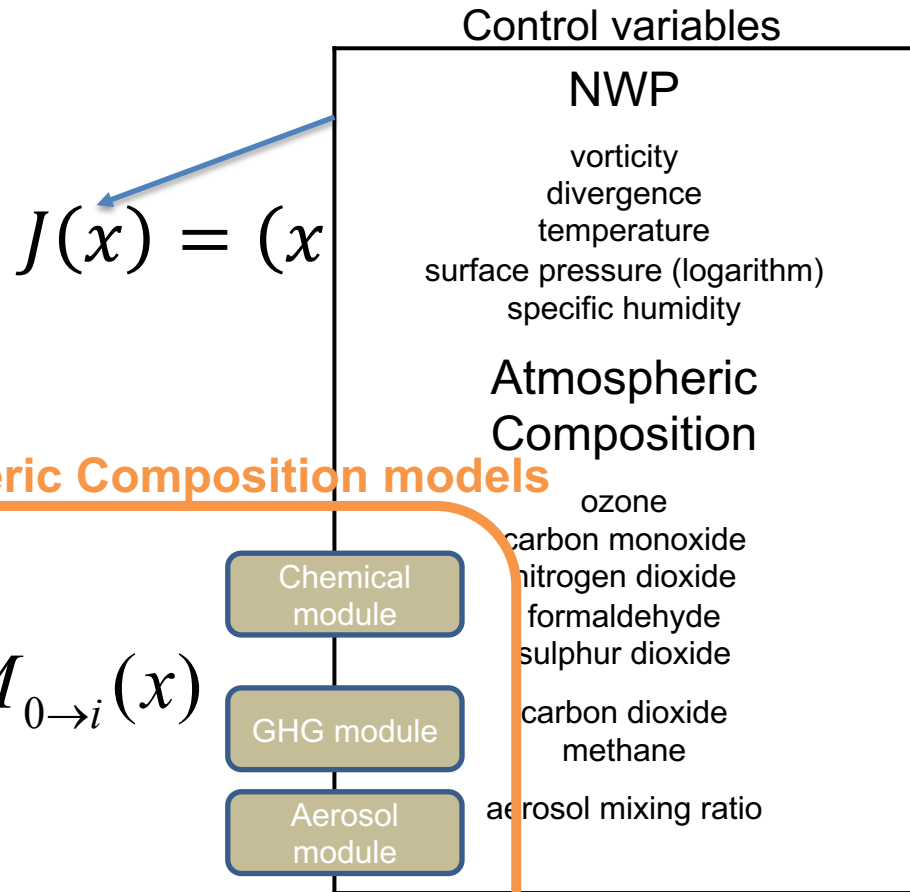 Control variables
NWP
vorticity
divergence
temperature
surface pressure (logarithm)
specific humidity
J(x) = (x
Atmospheric
Composition
eric Composition models
ozone
carbon monoxide
nitrogen dioxide
formaldehyde
sulphur dioxide
carbon dioxide
methane
aerosol mixing ratio
Chemical
module
M₀→ᵢ(x)
GHG module
Aerosol
module